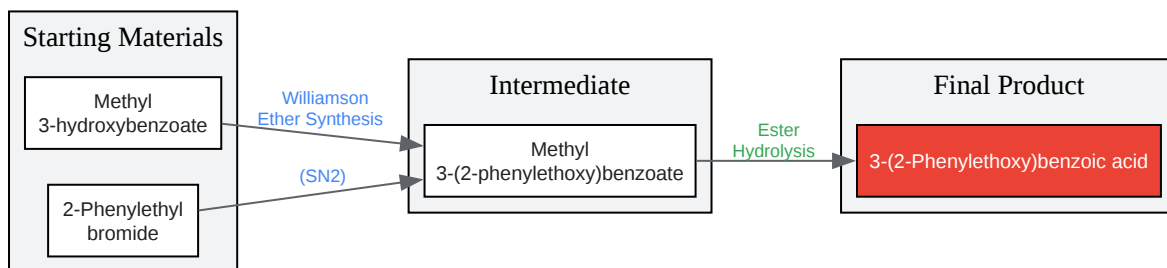 Starting Materials
Methyl
3-hydroxybenzoate
2-Phenylethyl
bromide
Williamson
Ether Synthesis
(SN2)
Intermediate
Methyl
3-(2-phenylethoxy)benzoate
Ester
Hydrolysis
Final Product
3-(2-Phenylethoxy)benzoic acid